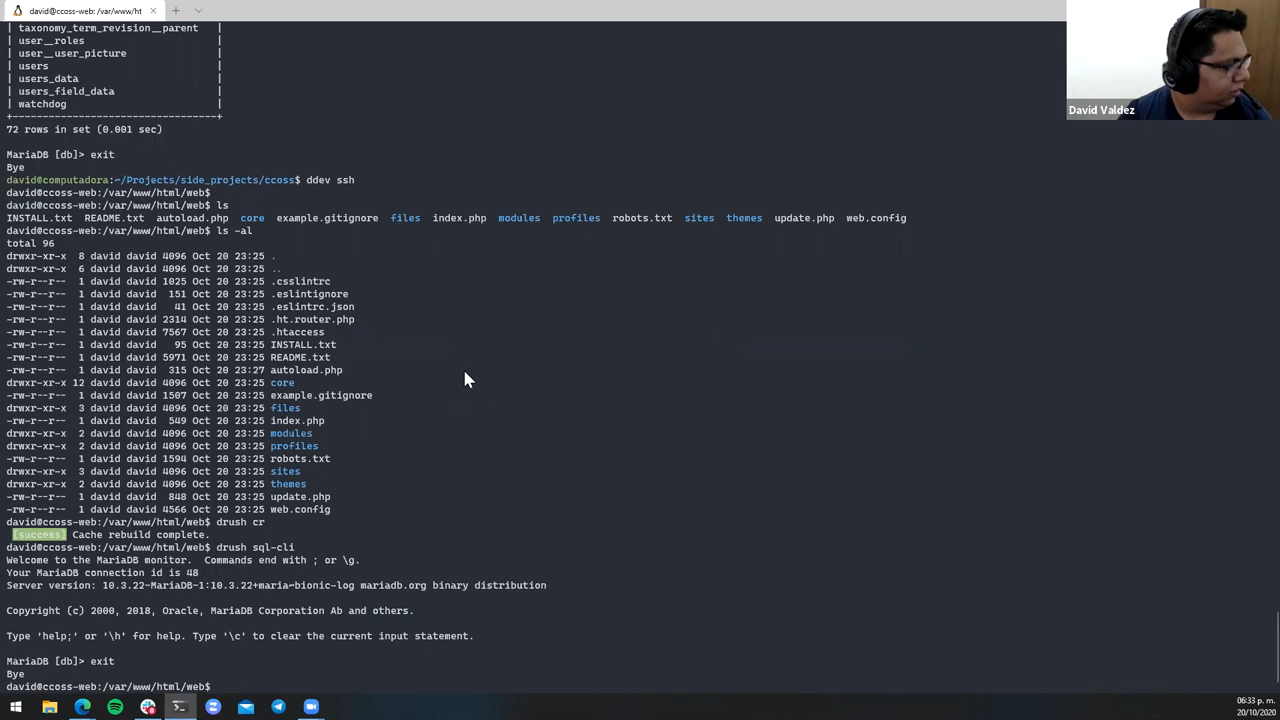 david@ccoss-web: /var/www/ht
| taxonomy_term_revision__parent   |
| user__roles                      |
| user__user_picture               |
| users                            |
| users_data                       |
| users_field_data                 |
| watchdog                         |
+----------------------------------+
72 rows in set (0.001 sec)
MariaDB [db]> exit
Bye
david@computadora:~/Projects/side_projects/ccoss$ ddev ssh
david@ccoss-web:/var/www/html/web$
david@ccoss-web:/var/www/html/web$ ls
INSTALL.txt  README.txt  autoload.php  core  example.gitignore  files  index.php  modules  profiles  robots.txt  sites  themes  update.php  web.config
david@ccoss-web:/var/www/html/web$ ls -al
total 96
drwxr-xr-x  8 david david 4096 Oct 20 23:25 .
drwxr-xr-x  6 david david 4096 Oct 20 23:25 ..
-rw-r--r--  1 david david 1025 Oct 20 23:25 .csslintrc
-rw-r--r--  1 david david  151 Oct 20 23:25 .eslintignore
-rw-r--r--  1 david david   41 Oct 20 23:25 .eslintrc.json
-rw-r--r--  1 david david 2314 Oct 20 23:25 .ht.router.php
-rw-r--r--  1 david david 7567 Oct 20 23:25 .htaccess
-rw-r--r--  1 david david   95 Oct 20 23:25 INSTALL.txt
-rw-r--r--  1 david david 5971 Oct 20 23:25 README.txt
-rw-r--r--  1 david david  315 Oct 20 23:27 autoload.php
drwxr-xr-x 12 david david 4096 Oct 20 23:25 core
-rw-r--r--  1 david david 1507 Oct 20 23:25 example.gitignore
drwxr-xr-x  3 david david 4096 Oct 20 23:25 files
-rw-r--r--  1 david david  549 Oct 20 23:25 index.php
drwxr-xr-x  2 david david 4096 Oct 20 23:25 modules
drwxr-xr-x  2 david david 4096 Oct 20 23:25 profiles
-rw-r--r--  1 david david 1594 Oct 20 23:25 robots.txt
drwxr-xr-x  3 david david 4096 Oct 20 23:25 sites
drwxr-xr-x  2 david david 4096 Oct 20 23:25 themes
-rw-r--r--  1 david david  848 Oct 20 23:25 update.php
-rw-r--r--  1 david david 4566 Oct 20 23:25 web.config
david@ccoss-web:/var/www/html/web$ drush cr
[success] Cache rebuild complete.
david@ccoss-web:/var/www/html/web$ drush sql-cli
Welcome to the MariaDB monitor.  Commands end with ; or \g.
Your MariaDB connection id is 48
Server version: 10.3.22-MariaDB-1:10.3.22+maria~bionic-log mariadb.org binary distribution
Copyright (c) 2000, 2018, Oracle, MariaDB Corporation Ab and others.
Type 'help;' or '\h' for help. Type '\c' to clear the current input statement.
MariaDB [db]> exit
Bye
david@ccoss-web:/var/www/html/web$
David Valdez
06:33 p. m.
20/10/2020